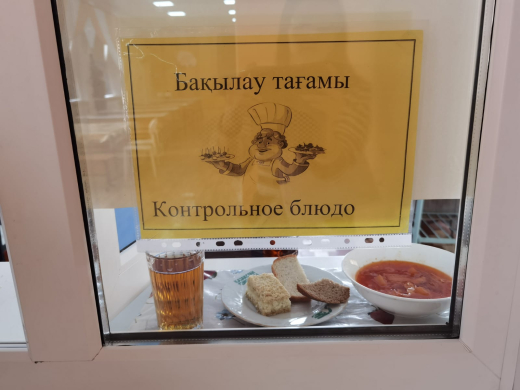 Бақылау тағамы
Контрольное блюдо